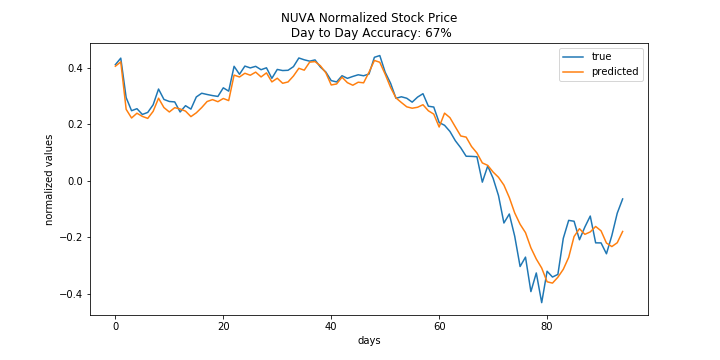 NUVA Normalized Stock Price
Day to Day Accuracy: 67%
true
predicted
normalized values
0.4
0.2
0.0
−0.2
−0.4
0
20
40
60
80
days